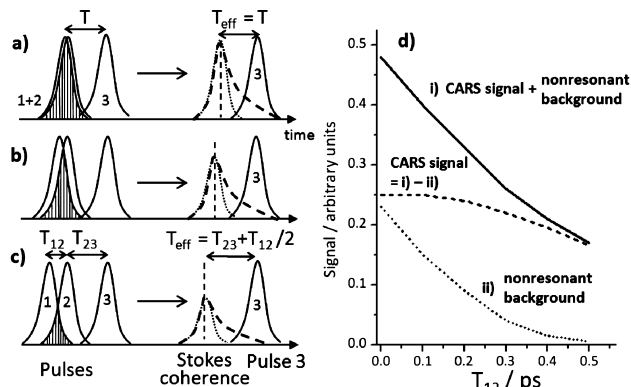 a)
T
T_eff = T
1+2
3
3
time
b)
3
c)
T_12 T_23
T_eff = T_23+T_12/2
1
2
3
3
Pulses
Stokes
coherence
Pulse 3
d)
Signal / arbitrary units
0.5
0.4
0.3
0.2
0.1
0.0
i) CARS signal + nonresonant
background
CARS signal
= i) – ii)
ii) nonresonant
background
0.0 0.1 0.2 0.3 0.4 0.5
T_12 / ps